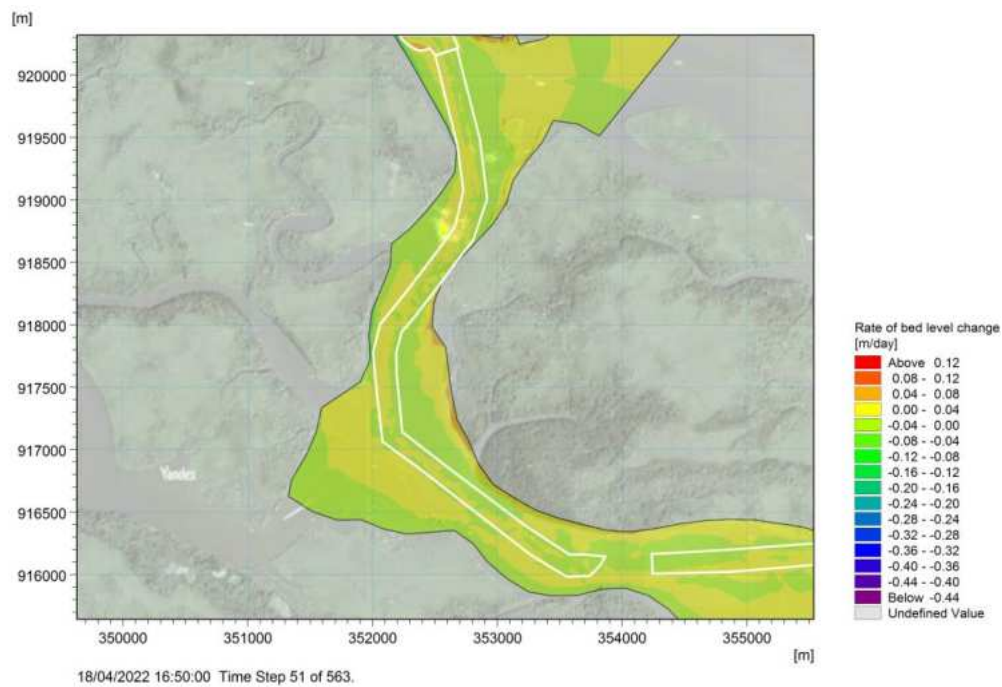 [m]
920000
919500
919000
918500
918000
917500
917000
916500
916000
350000 351000 352000 353000 354000 355000
[m]
Yandex
Rate of bed level change
[m/day]
Above 0.12
0.08 - 0.12
0.04 - 0.08
0.00 - 0.04
-0.04 - 0.00
-0.08 - -0.04
-0.12 - -0.08
-0.16 - -0.12
-0.20 - -0.16
-0.24 - -0.20
-0.28 - -0.24
-0.32 - -0.28
-0.36 - -0.32
-0.40 - -0.36
-0.44 - -0.40
Below -0.44
Undefined Value
18/04/2022 16:50:00 Time Step 51 of 563.